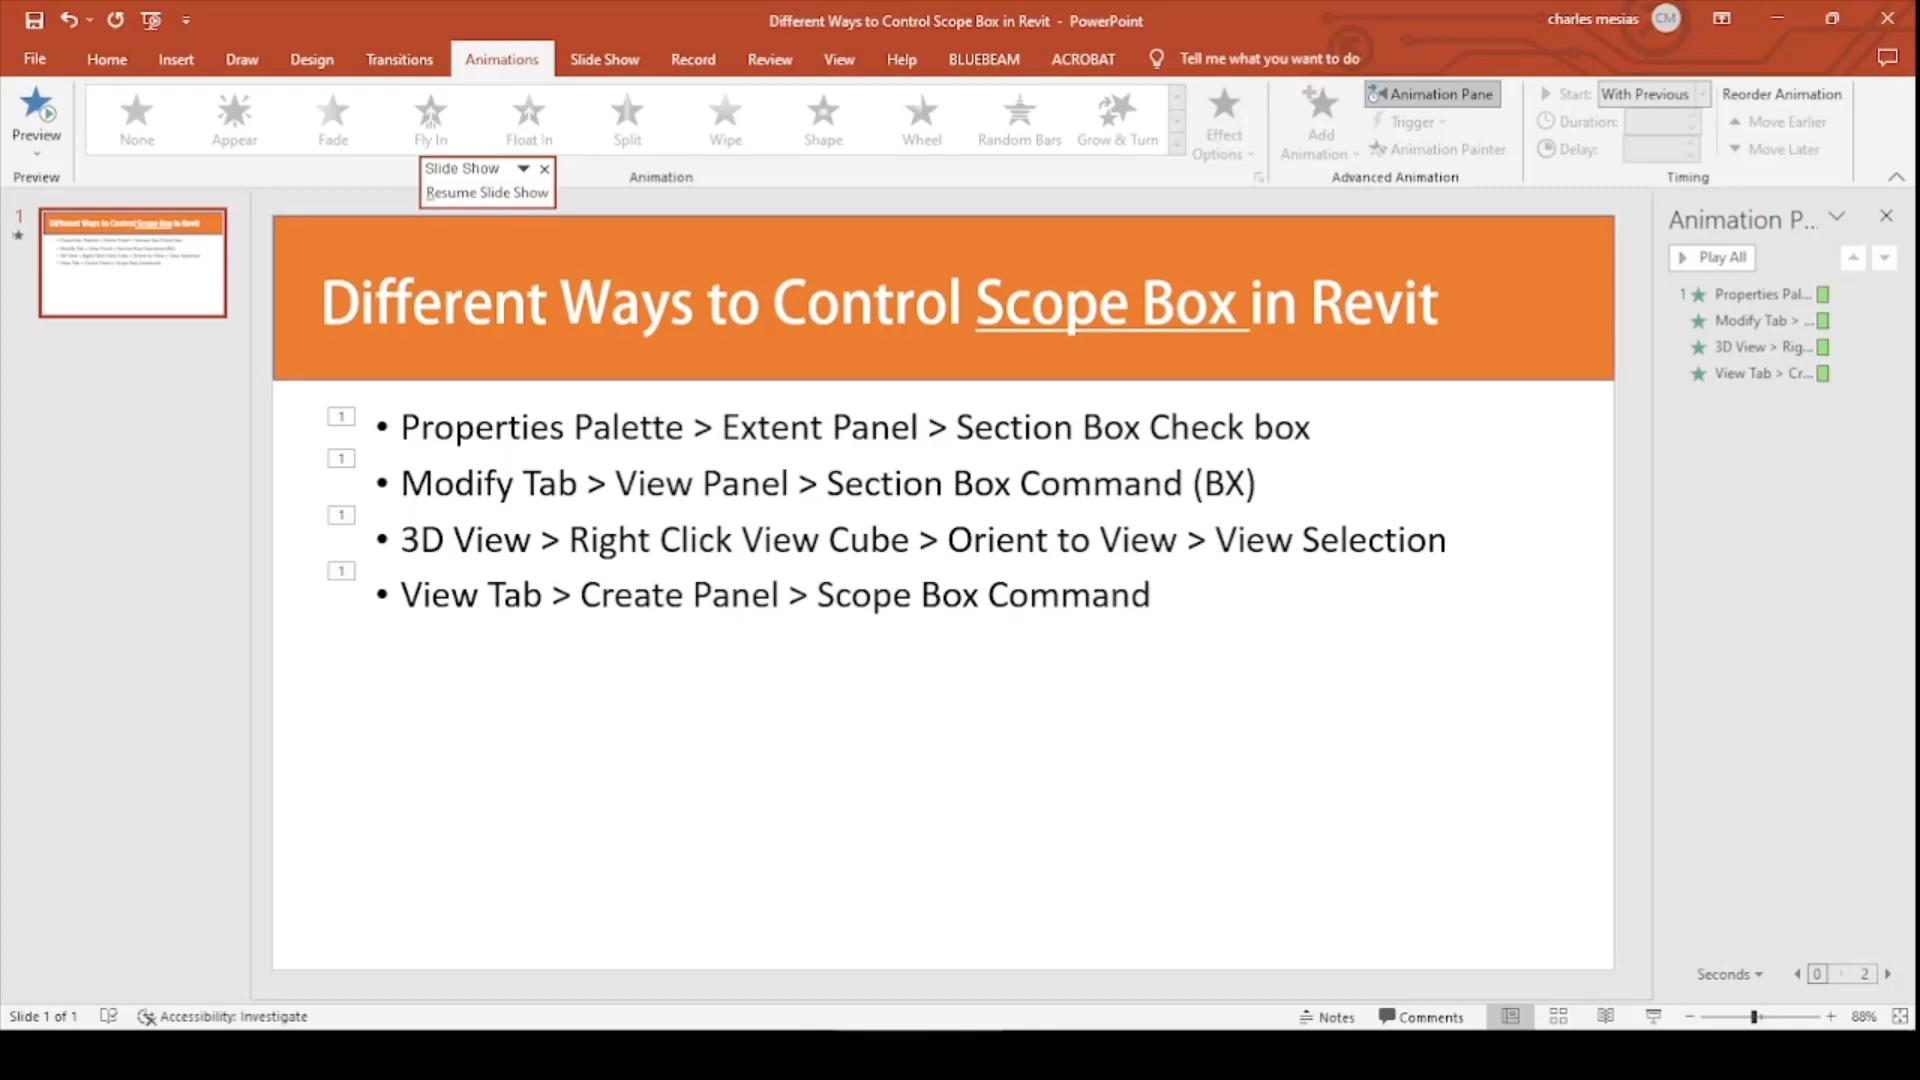 Different Ways to Control Scope Box in Revit - PowerPoint
charles mesias
CM
File
Home
Insert
Draw
Design
Transitions
Animations
Slide Show
Record
Review
View
Help
BLUEBEAM
ACROBAT
Tell me what you want to do
Preview
None
Appear
Fade
Fly In
Float In
Split
Wipe
Shape
Wheel
Random Bars
Grow & Turn
Effect
Options
Add
Animation
Animation Pane
Trigger
Animation Painter
Start: With Previous
Duration:
Delay:
Reorder Animation
Move Earlier
Move Later
Preview
Animation
Advanced Animation
Timing
Slide Show
Resume Slide Show
1
Different Ways to Control Scope Box in Revit
Different Ways to Control Scope Box in Revit
1
• Properties Palette > Extent Panel > Section Box Check box
1
• Modify Tab > View Panel > Section Box Command (BX)
1
• 3D View > Right Click View Cube > Orient to View > View Selection
1
• View Tab > Create Panel > Scope Box Command
Animation P...
Play All
1 Properties Pal...
Modify Tab > ...
3D View > Rig...
View Tab > Cr...
Seconds
0
2
Slide 1 of 1
Accessibility: Investigate
Notes
Comments
88%